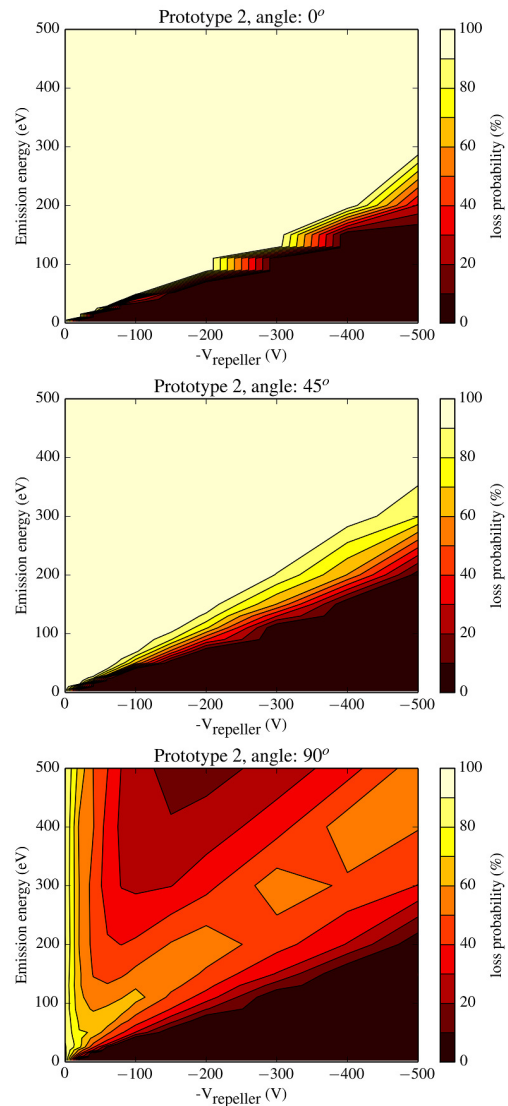 Prototype 2, angle: 0°
500
400
300
200
100
0
Emission energy (eV)
0 −100 −200 −300 −400 −500
-V_repeller (V)
100
80
60
40
20
0
loss probability (%)
Prototype 2, angle: 45°
500
400
300
200
100
0
Emission energy (eV)
0 −100 −200 −300 −400 −500
-V_repeller (V)
100
80
60
40
20
0
loss probability (%)
Prototype 2, angle: 90°
500
400
300
200
100
0
Emission energy (eV)
0 −100 −200 −300 −400 −500
-V_repeller (V)
100
80
60
40
20
0
loss probability (%)